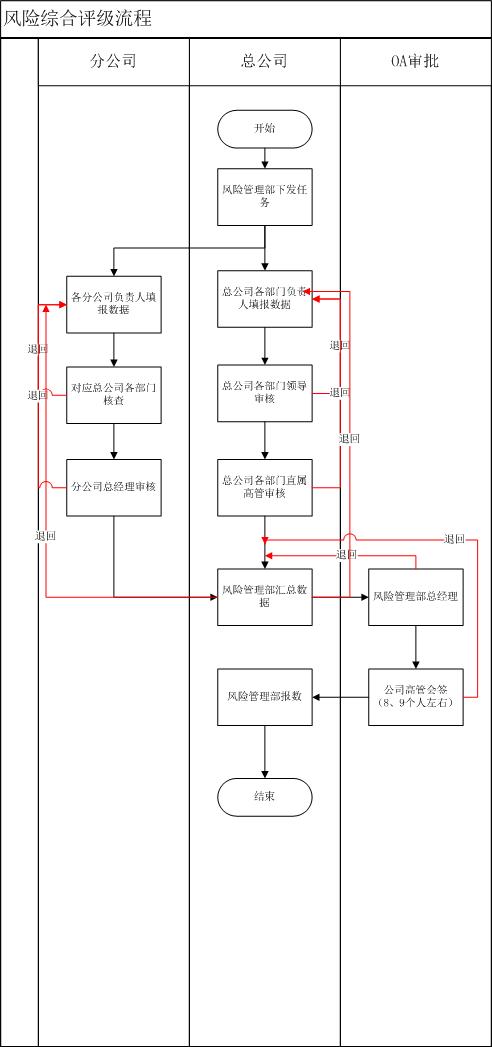 风险综合评级流程
分公司
总公司
OA审批
开始
风险管理部下发任
务
各分公司负责人填
报数据
总公司各部门负责
人填报数据
退回
退回
对应总公司各部门
核查
退回
总公司各部门领导
审核
退回
退回
分公司总经理审核
总公司各部门直属
高管审核
退回
退回
退回
风险管理部汇总数
据
风险管理部总经理
风险管理部报数
公司高管会签
（8、9个人左右）
结束